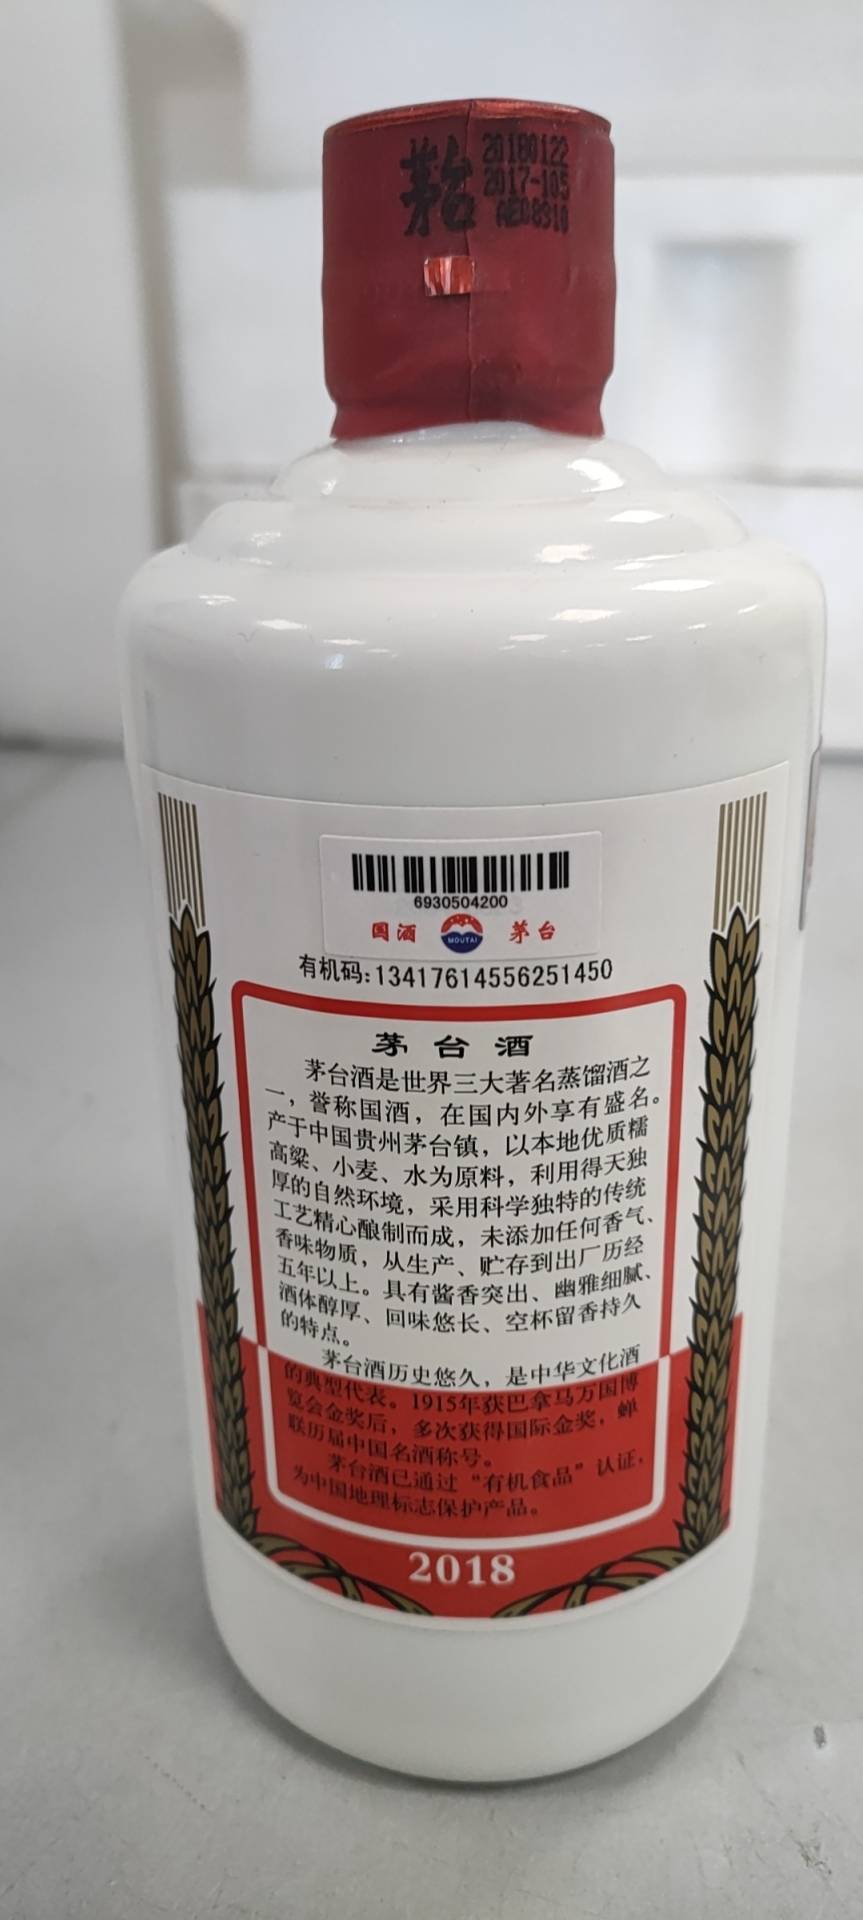 茅台
20180122
2017-105
AE08910
6930504200
国酒
MOUTAI
茅台
有机码:13417614556251450
茅台酒
茅台酒是世界三大著名蒸馏酒之
一，誉称国酒，在国内外享有盛名。
产于中国贵州茅台镇，以本地优质糯
高粱、小麦、水为原料，利用得天独
厚的自然环境，采用科学独特的传统
工艺精心酿制而成，未添加任何香气、
香味物质，从生产、贮存到出厂历经
五年以上。具有酱香突出、幽雅细腻、
酒体醇厚、回味悠长、空杯留香持久
的特点。
茅台酒历史悠久，是中华文化酒
的典型代表。1915年获巴拿马万国博
览会金奖后，多次获得国际金奖，蝉
联历届中国名酒称号。
茅台酒已通过“有机食品”认证，
为中国地理标志保护产品。
2018